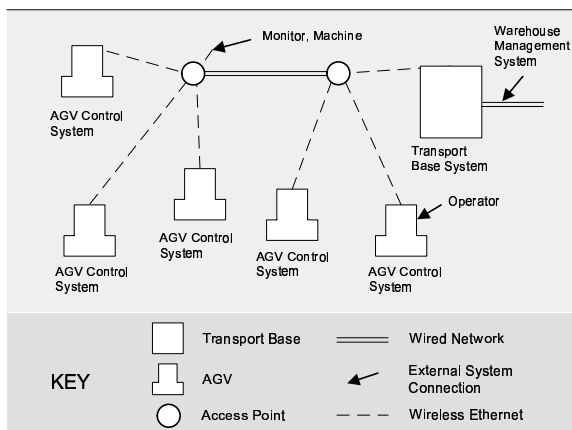 Monitor, Machine
Warehouse
Management
System
AGV Control
System
Transport
Base System
Operator
AGV Control
System
AGV Control
System
AGV Control
System
AGV Control
System
KEY
Transport Base
Wired Network
AGV
External System
Connection
Access Point
Wireless Ethernet